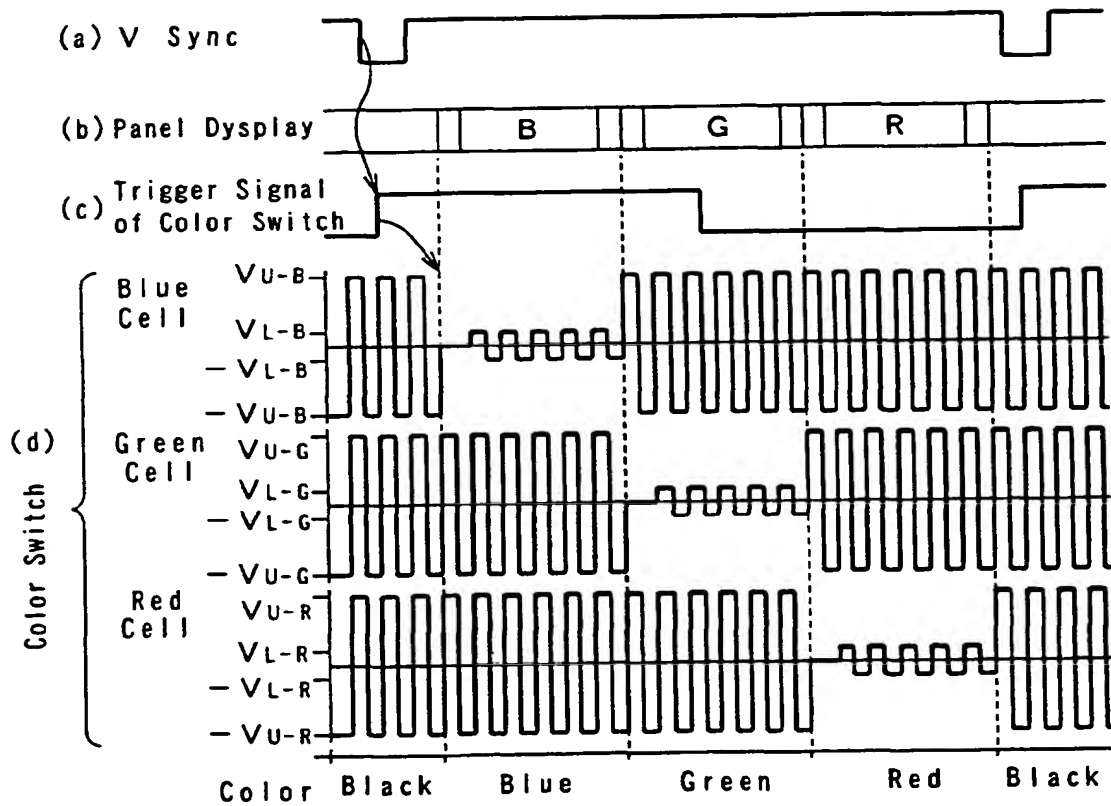 (a) V Sync
(b) Panel Dysplay
B G R
(c) Trigger Signal
of Color Switch
(d) Color Switch
Blue
Cell
VU-B
VL-B
-VL-B
-VU-B
Green
Cell
VU-G
VL-G
-VL-G
-VU-G
Red
Cell
VU-R
VL-R
-VL-R
-VU-R
Color Black Blue Green Red Black